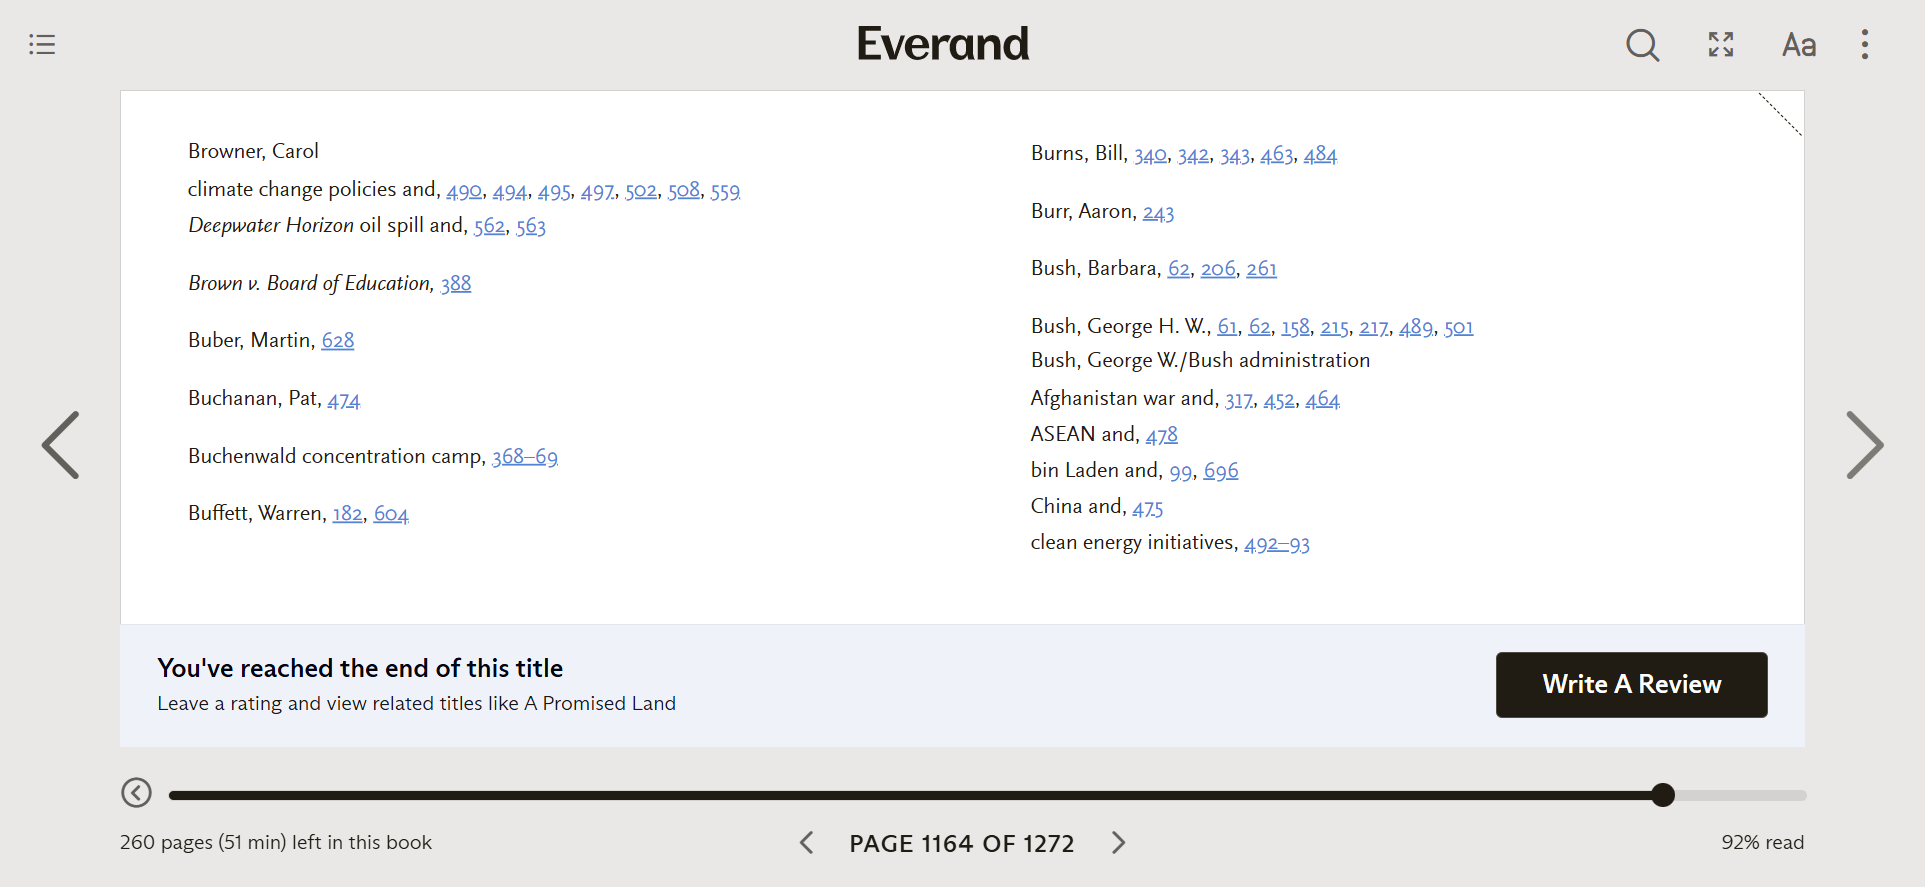 Everand
Aa
Browner, Carol
climate change policies and, 490, 494, 495, 497, 502, 508, 559
Deepwater Horizon oil spill and, 562, 563
Brown v. Board of Education, 388
Buber, Martin, 628
Buchanan, Pat, 474
Buchenwald concentration camp, 368–69
Buffett, Warren, 182, 604
Burns, Bill, 340, 342, 343, 463, 484
Burr, Aaron, 243
Bush, Barbara, 62, 206, 261
Bush, George H. W., 61, 62, 158, 215, 217, 489, 501
Bush, George W./Bush administration
Afghanistan war and, 317, 452, 464
ASEAN and, 478
bin Laden and, 99, 696
China and, 475
clean energy initiatives, 492–93
You've reached the end of this title
Leave a rating and view related titles like A Promised Land
Write A Review
260 pages (51 min) left in this book
PAGE 1164 OF 1272
92% read